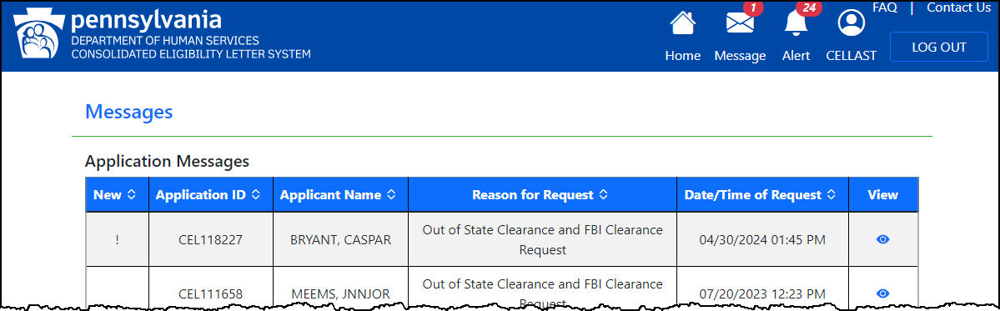 pennsylvania
DEPARTMENT OF HUMAN SERVICES
CONSOLIDATED ELIGIBILITY LETTER SYSTEM
1
24
FAQ | Contact Us
Home Message Alert CELLAST LOG OUT
Messages
Application Messages
New Application ID Applicant Name Reason for Request Date/Time of Request View
! CEL118227 BRYANT, CASPAR Out of State Clearance and FBI Clearance Request 04/30/2024 01:45 PM
CEL111658 MEEMS, JNNJOR Out of State Clearance and FBI Clearance Request 07/20/2023 12:23 PM